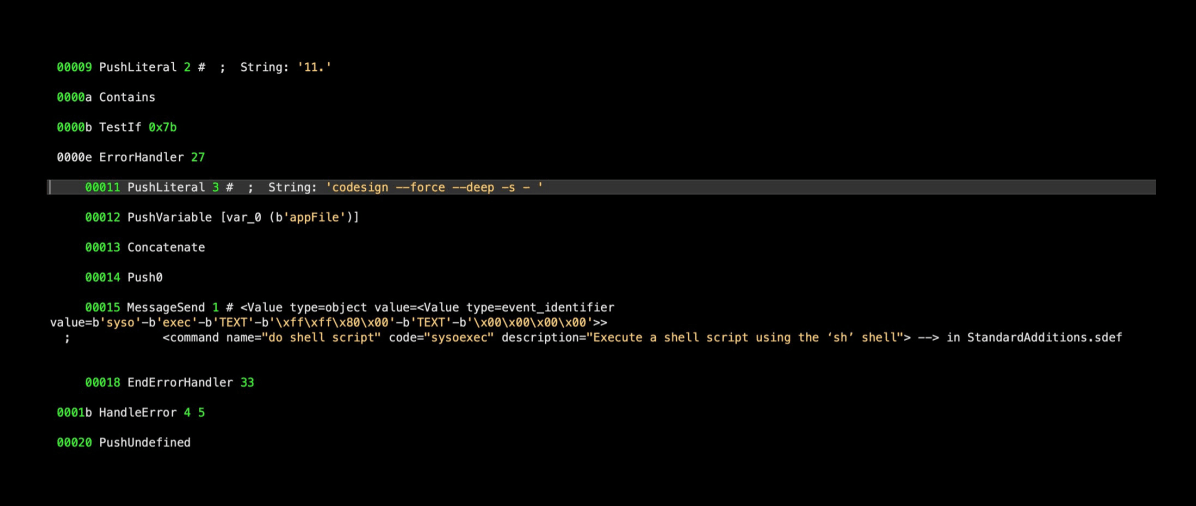 00009 PushLiteral 2 #  ;  String: '11.'
0000a Contains
0000b TestIf 0x7b
0000e ErrorHandler 27
00011 PushLiteral 3 #  ;  String: 'codesign --force --deep -s - '
00012 PushVariable [var_0 (b'appFile')]
00013 Concatenate
00014 Push0
00015 MessageSend 1 # <Value type=object value=<Value type=event_identifier
value=b'syso'-b'exec'-b'TEXT'-b'\xff\xff\x80\x00'-b'TEXT'-b'\x00\x00\x00\x00'>>
;              <command name="do shell script" code="sysoexec" description="Execute a shell script using the ‘sh’ shell"> --> in StandardAdditions.sdef
00018 EndErrorHandler 33
0001b HandleError 4 5
00020 PushUndefined